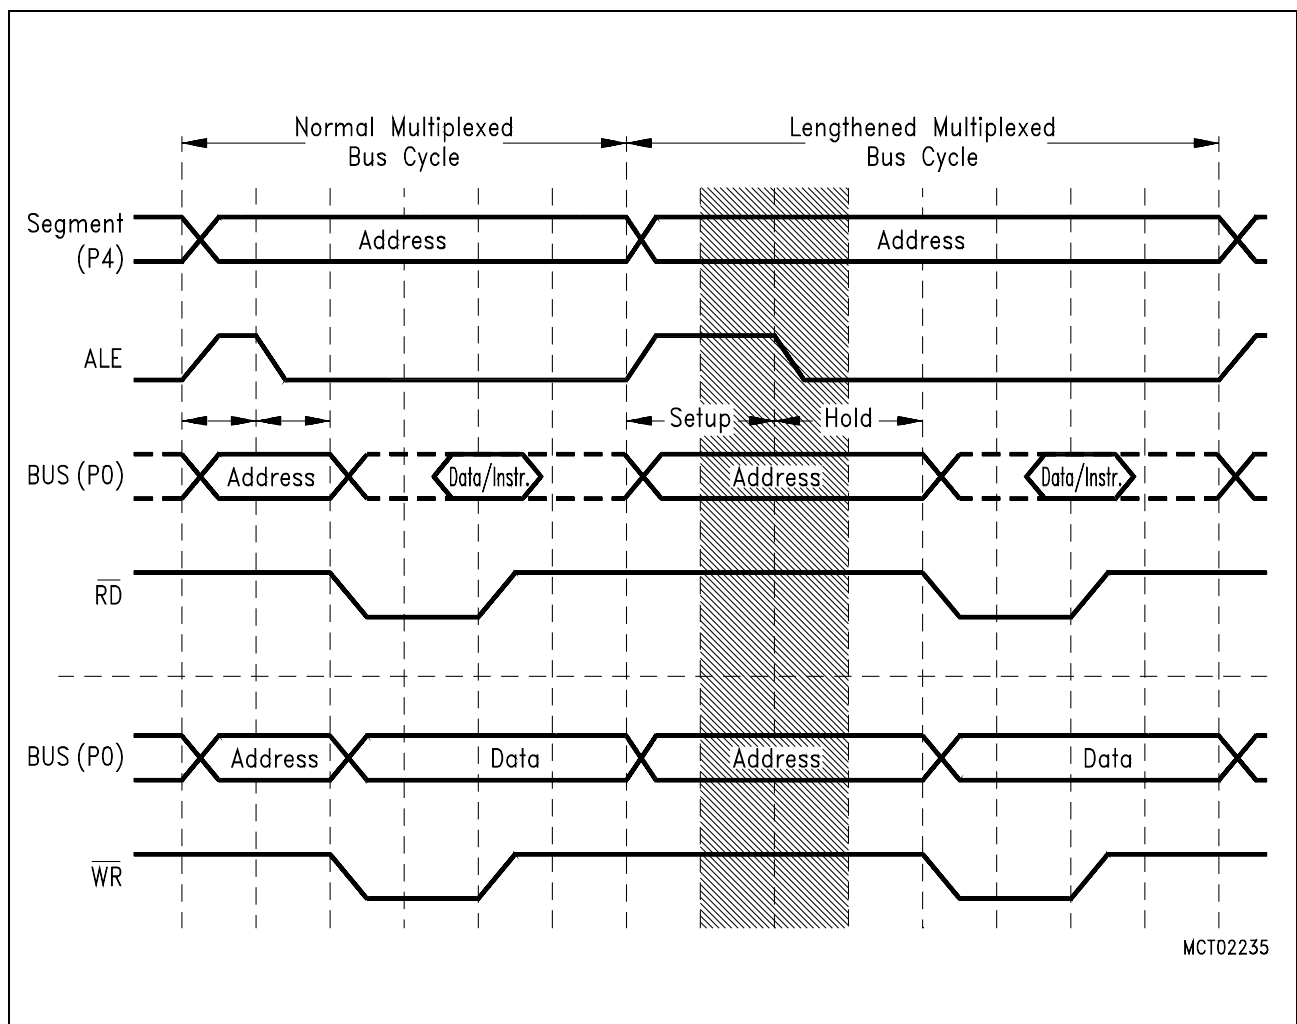 Normal Multiplexed
Bus Cycle
Lengthened Multiplexed
Bus Cycle
Segment
(P4)
Address
Address
ALE
Setup
Hold
BUS (P0)
Address
Data/Instr.
Address
Data/Instr.
RD
BUS (P0)
Address
Data
Address
Data
WR
MCT02235